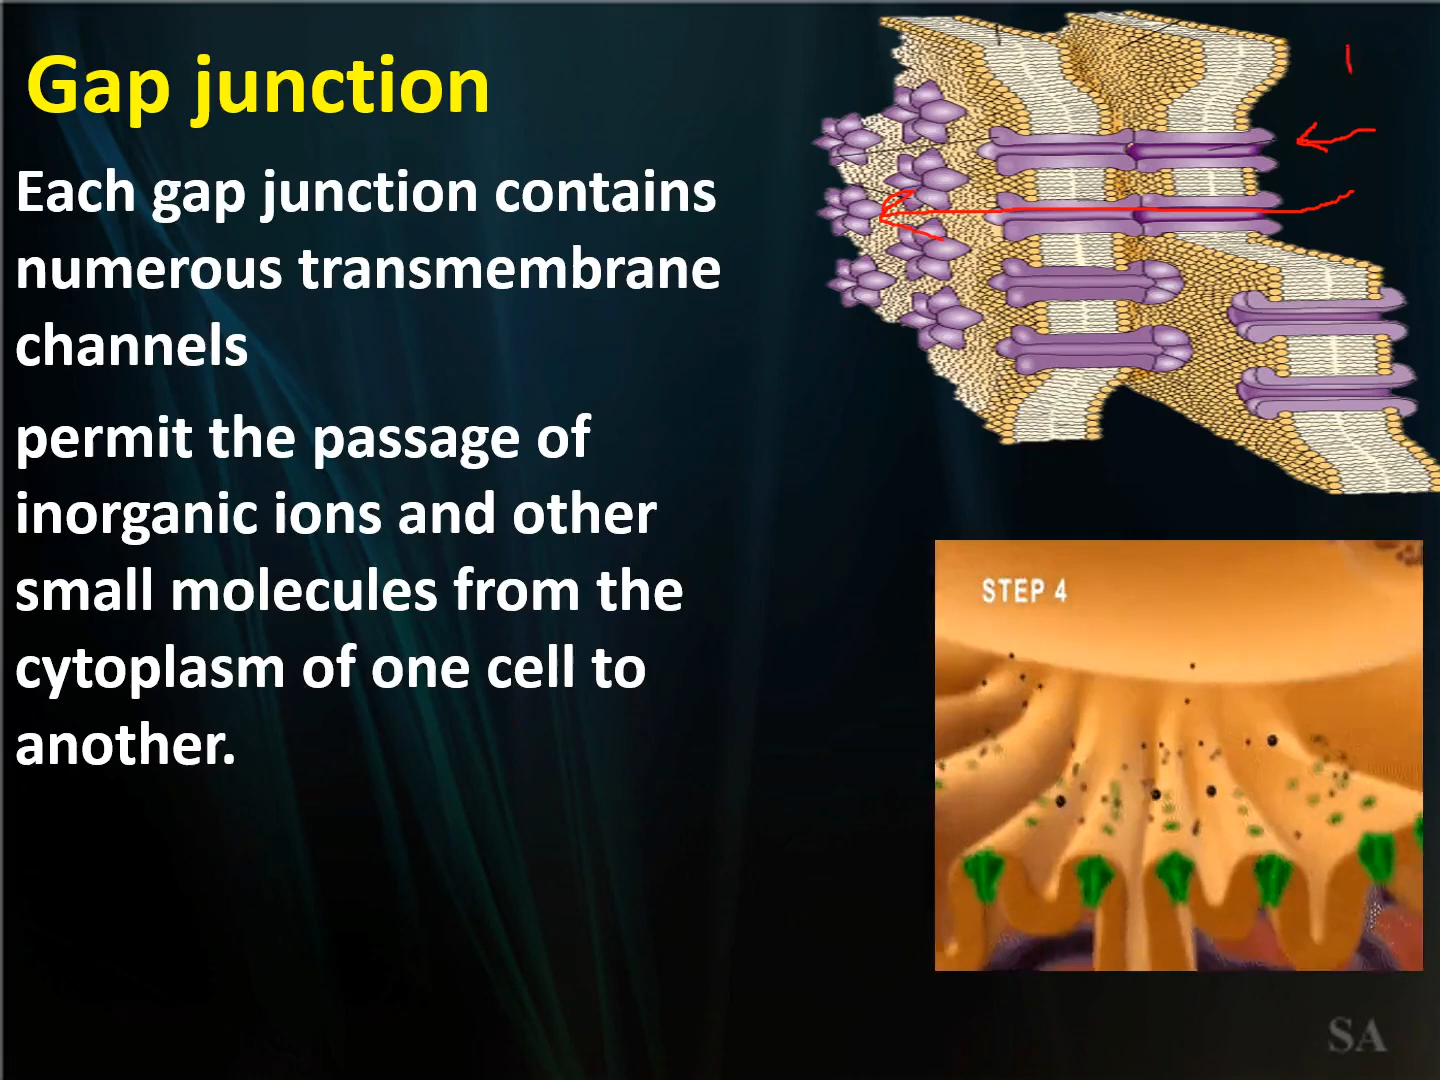 Gap junction
Each gap junction contains
numerous transmembrane
channels
permit the passage of
inorganic ions and other
small molecules from the
cytoplasm of one cell to
another.
STEP 4
SA